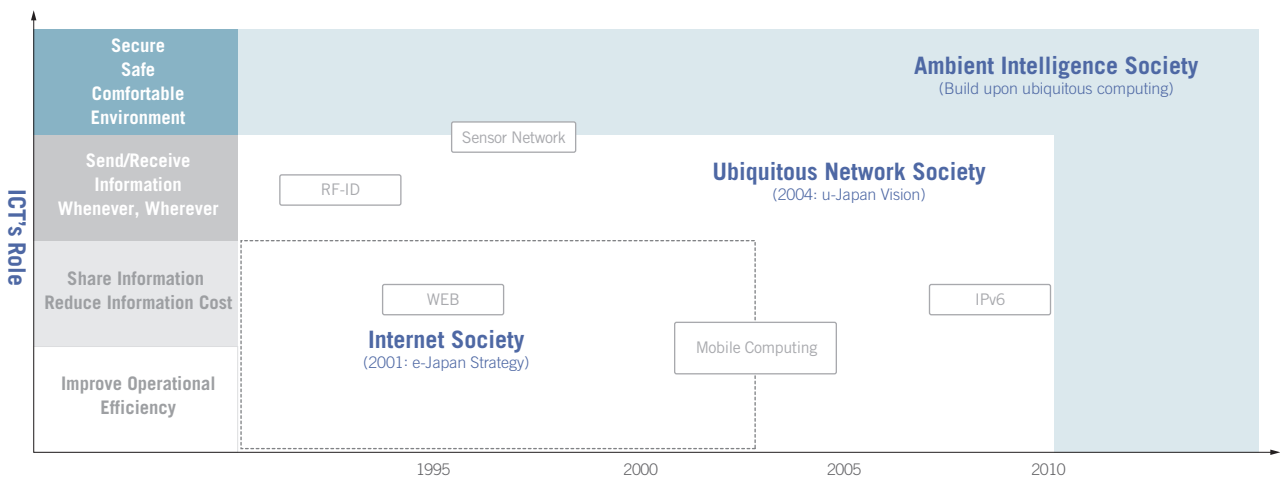 Secure
Safe
Comfortable
Environment
Ambient Intelligence Society
(Build upon ubiquitous computing)
Sensor Network
Send/Receive
Information
Whenever, Wherever
RF-ID
Ubiquitous Network Society
(2004: u-Japan Vision)
ICT's Role
Share Information
Reduce Information Cost
WEB
IPv6
Internet Society
(2001: e-Japan Strategy)
Mobile Computing
Improve Operational
Efficiency
1995
2000
2005
2010